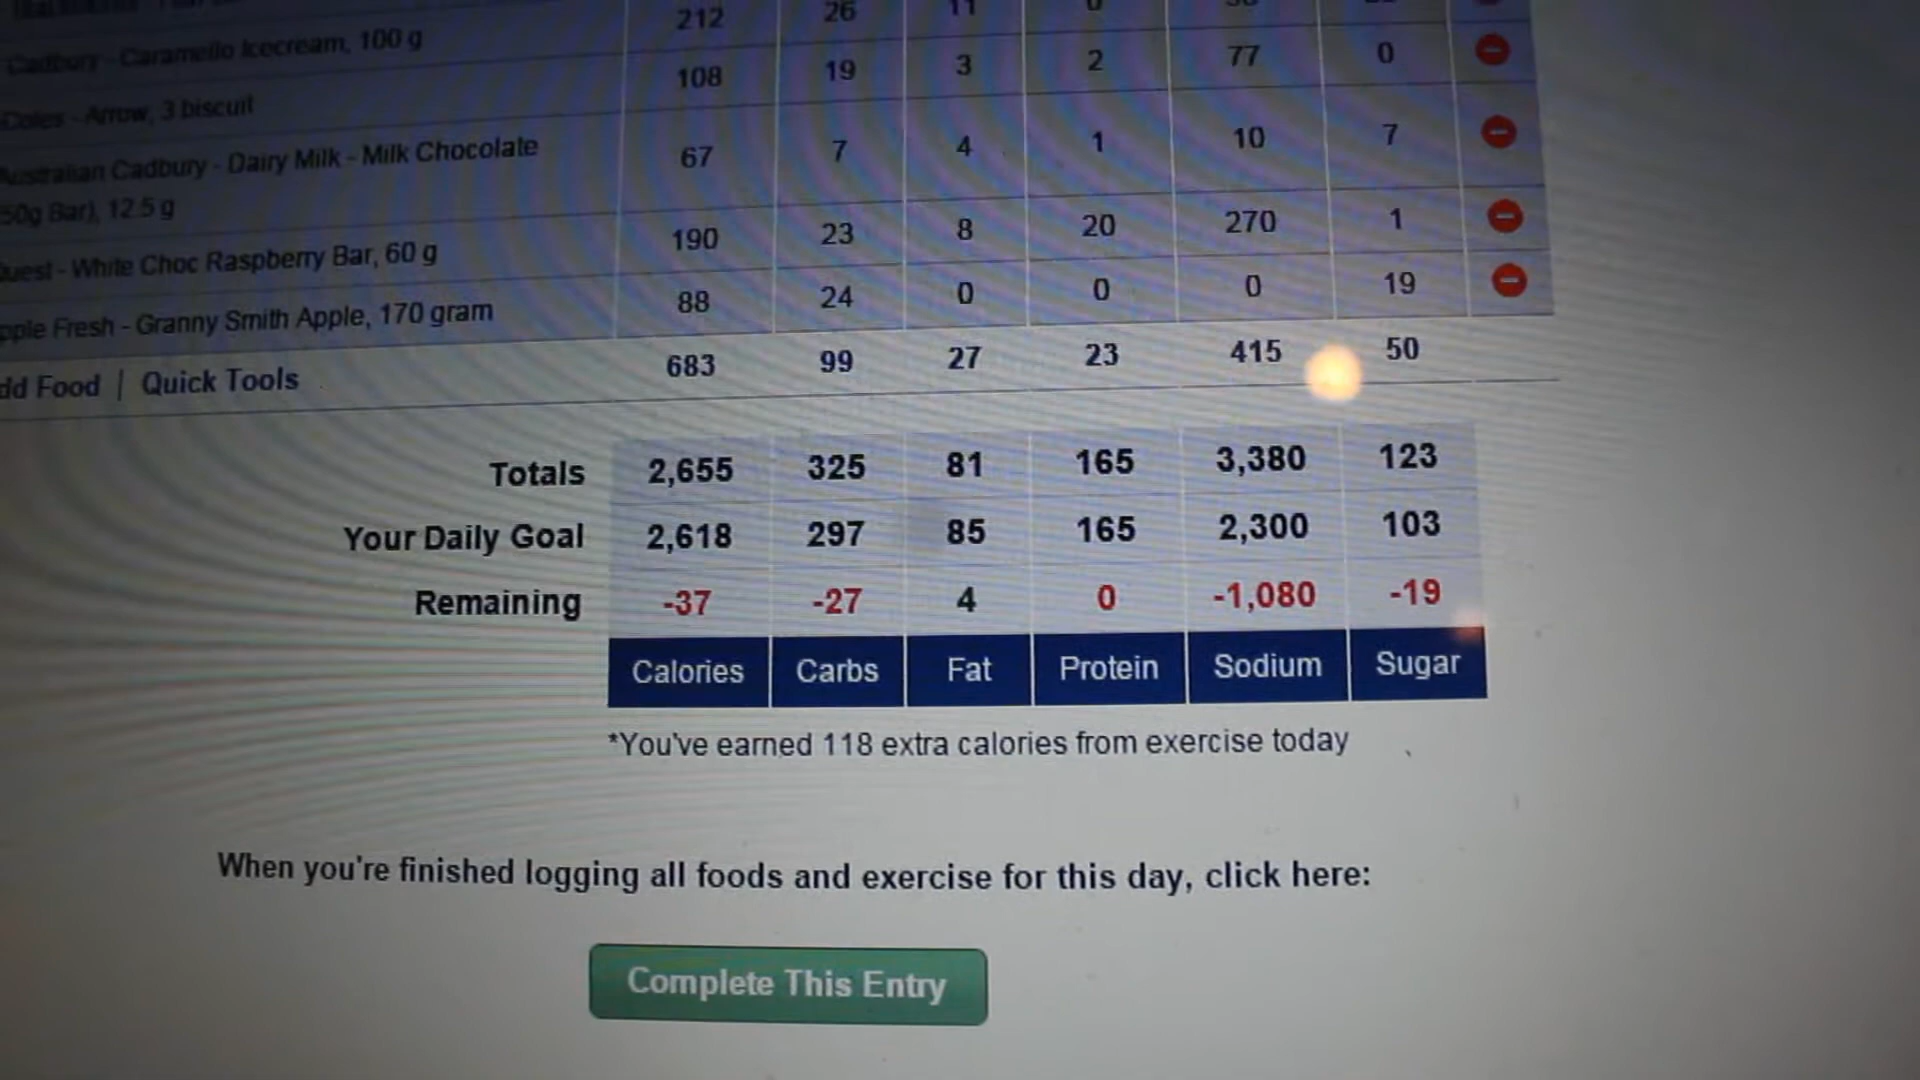 Cadbury - Caramello Icecream, 100 g 212 26 11
Coles - Arrow, 3 biscuit 108 19 3 2 77 0
Australian Cadbury - Dairy Milk - Milk Chocolate 67 7 4 1 10 7
50g Bar), 12.5 g
Quest - White Choc Raspberry Bar, 60 g 190 23 8 20 270 1
pple Fresh - Granny Smith Apple, 170 gram 88 24 0 0 0 19
dd Food | Quick Tools 683 99 27 23 415 50
Totals 2,655 325 81 165 3,380 123
Your Daily Goal 2,618 297 85 165 2,300 103
Remaining -37 -27 4 0 -1,080 -19
Calories Carbs Fat Protein Sodium Sugar
*You've earned 118 extra calories from exercise today
When you're finished logging all foods and exercise for this day, click here:
Complete This Entry